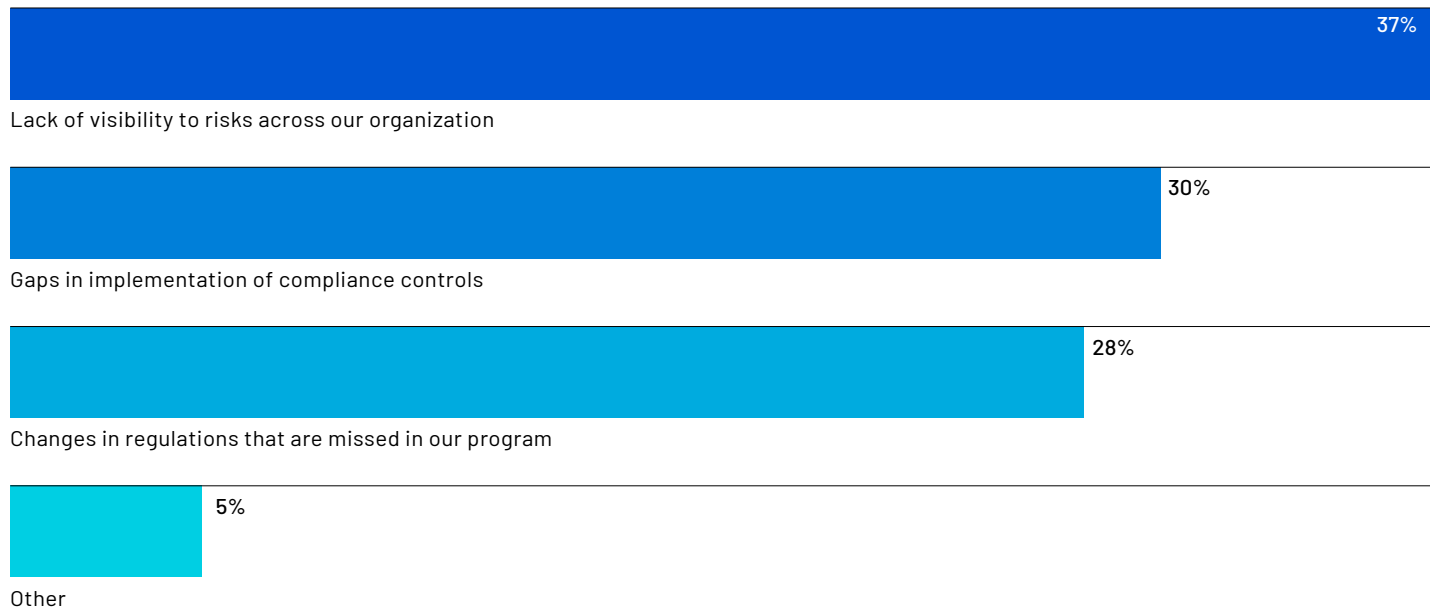 37%
Lack of visibility to risks across our organization
30%
Gaps in implementation of compliance controls
28%
Changes in regulations that are missed in our program
5%
Other